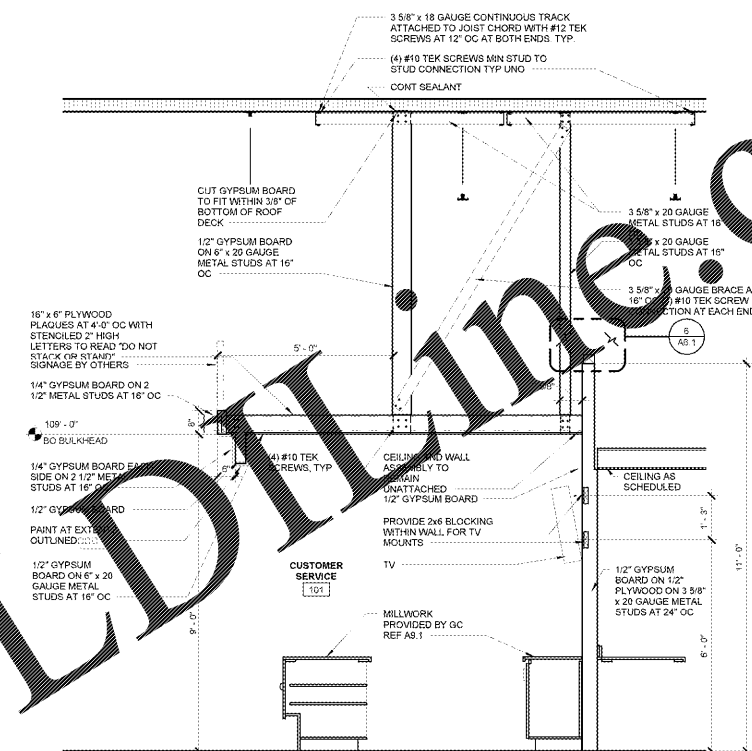 3 5/8" x 18 GAUGE CONTINUOUS TRACK
ATTACHED TO JOIST CHORD WITH #12 TEK
SCREWS AT 12" OC AT BOTH ENDS, TYP.
(4) #10 TEK SCREWS MIN STUD TO
STUD CONNECTION TYP UNO
CONT SEALANT
CUT GYPSUM BOARD
TO FIT WITHIN 3/8" OF
BOTTOM OF ROOF
DECK
1/2" GYPSUM BOARD
ON 6" x 20 GAUGE
METAL STUDS AT 16"
OC
3 5/8" x 20 GAUGE
METAL STUDS AT 16"
x 20 GAUGE
METAL STUDS AT 16"
OC
3 5/8" x GAUGE BRACE A
16" OC #10 TEK SCREW
CONNECTION AT EACH END
6
A6.1
16" x 6" PLYWOOD
PLAQUES AT 4'-0" OC WITH
STENCILED 2" HIGH
LETTERS TO READ "DO NOT
STACK OR STAND"
SIGNAGE BY OTHERS
5' - 0"
1/4" GYPSUM BOARD ON 2
1/2" METAL STUDS AT 16" OC
8"
109' - 0"
BO BULKHEAD
1/4" GYPSUM BOARD
SIDE ON 2 1/2" METAL
STUDS AT 16"
1/2" GYPSUM BOARD
PAINT AT
OUTLINED
1/2" GYPSUM
BOARD ON 6" x 20
GAUGE METAL
STUDS AT 16" OC
(4) #10 TEK
SCREWS, TYP
CEILING AND WALL
ASSEMBLY TO
REMAIN
UNATTACHED
1/2" GYPSUM BOARD
PROVIDE 2x6 BLOCKING
WITHIN WALL FOR TV
MOUNTS
TV
CEILING AS
SCHEDULED
1' - 3"
11' - 0"
6' - 0"
9' - 0"
CUSTOMER
SERVICE
101
1/2" GYPSUM
BOARD ON 1/2"
PLYWOOD ON 3 5/8"
x 20 GAUGE METAL
STUDS AT 24" OC
MILLWORK
PROVIDED BY GC
REF A9.1
LDILine.c